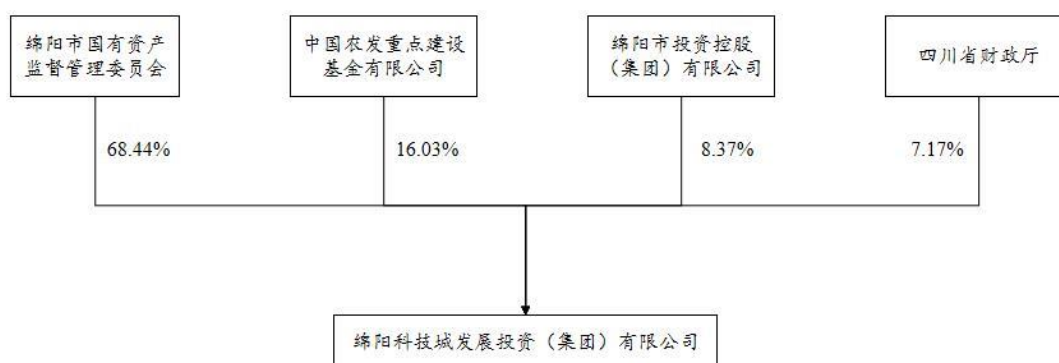 绵阳市国有资产
监督管理委员会
中国农发重点建设
基金有限公司
绵阳市投资控股
（集团）有限公司
四川省财政厅
68.44%
16.03%
8.37%
7.17%
绵阳科技城发展投资（集团）有限公司